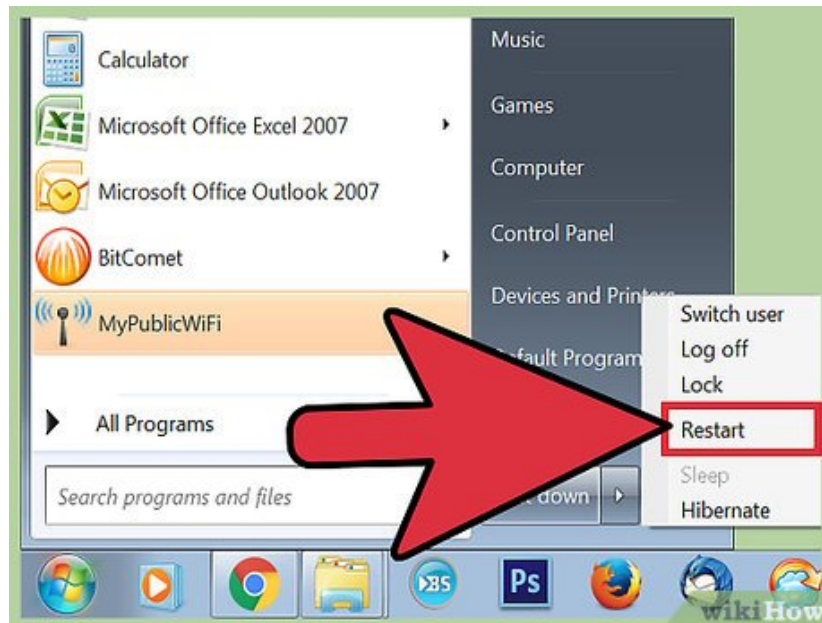 Calculator
Microsoft Office Excel 2007
Microsoft Office Outlook 2007
BitComet
MyPublicWiFi
All Programs
Search programs and files
Music
Games
Computer
Control Panel
Devices and Printers
Default Program
down
Switch user
Log off
Lock
Restart
Sleep
Hibernate
BS
Ps
wikiHow